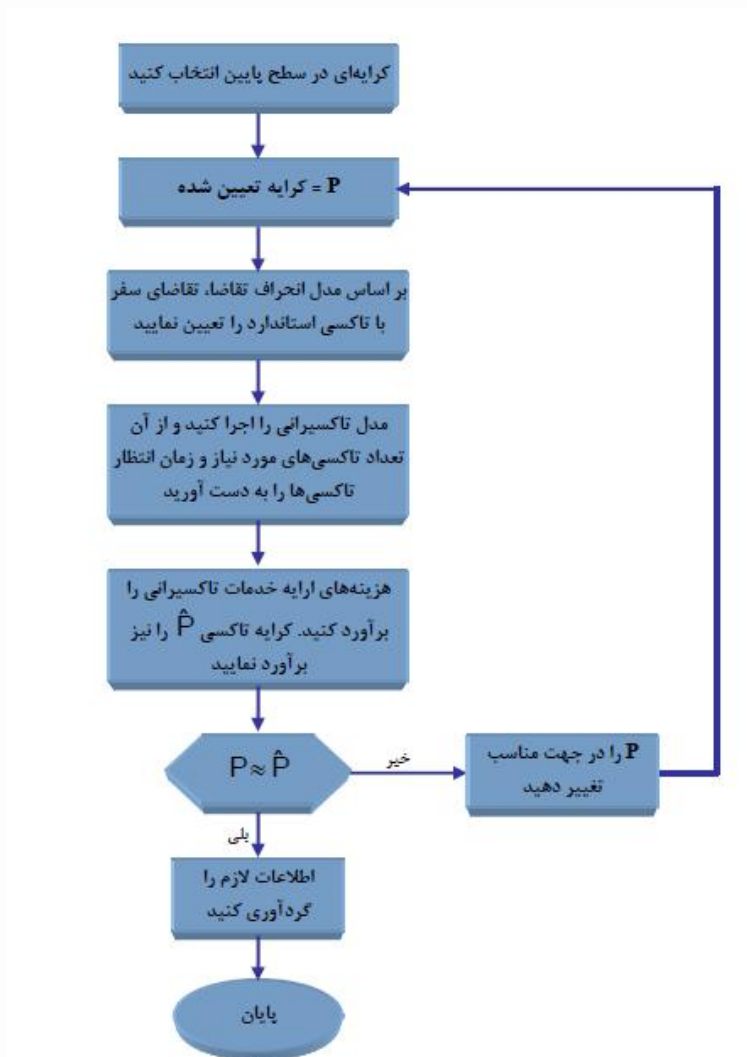 کرایه‌ای در سطح پایین انتخاب کنید
P = کرایه تعیین شده
بر اساس مدل انحراف تقاضا، تقاضای سفر
با تاکسی استاندارد را تعیین نمایید
مدل تاکسیرانی را اجرا کنید و از آن
تعداد تاکسی‌های مورد نیاز و زمان انتظار
تاکسی‌ها را به دست آورید
هزینه‌های ارایه خدمات تاکسیرانی را
برآورد کنید. کرایه تاکسی P̂ را نیز
برآورد نمایید
P≈P̂
خیر
P را در جهت مناسب
تغییر دهید
بلی
اطلاعات لازم را
گردآوری کنید
پایان